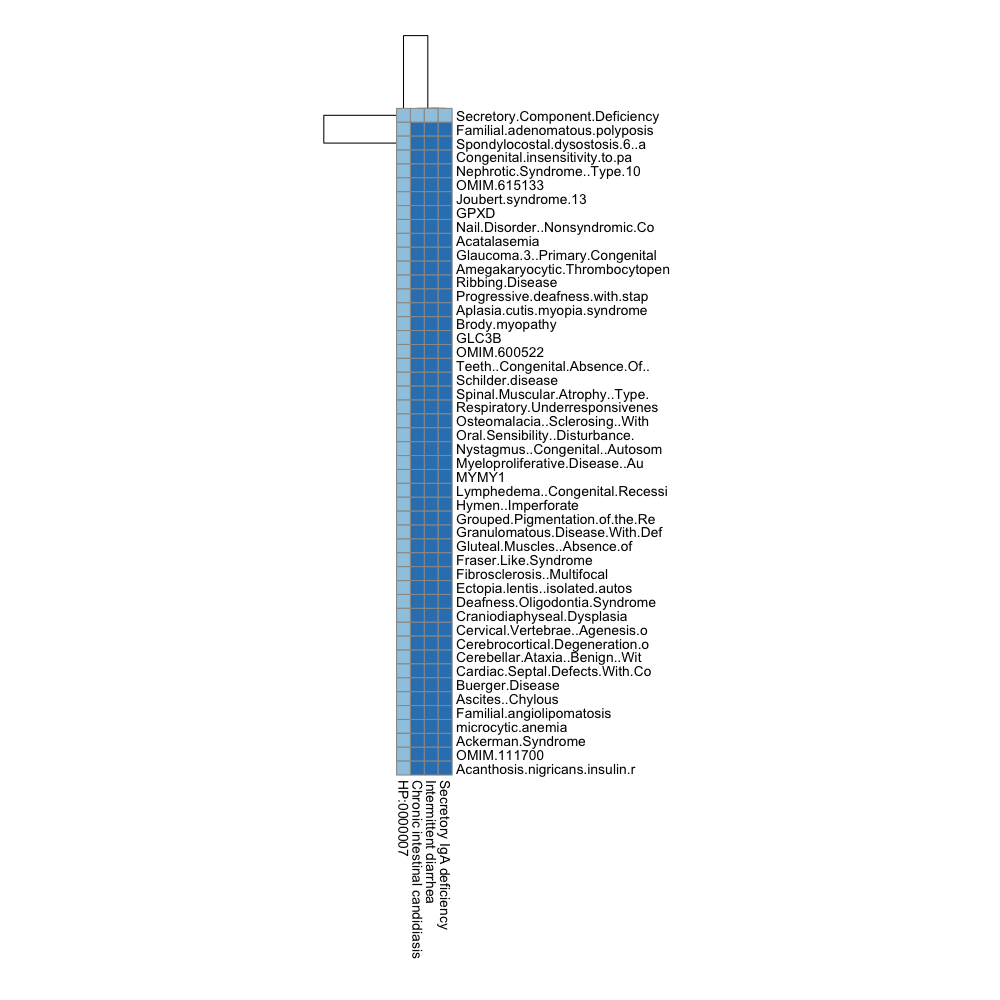 Secretory.Component.Deficiency
Familial.adenomatous.polyposis
Spondylocostal.dysostosis.6..a
Congenital.insensitivity.to.pa
Nephrotic.Syndrome..Type.10
OMIM.615133
Joubert.syndrome.13
GPXD
Nail.Disorder..Nonsyndromic.Co
Acatalasemia
Glaucoma.3..Primary.Congenital
Amegakaryocytic.Thrombocytopen
Ribbing.Disease
Progressive.deafness.with.stap
Aplasia.cutis.myopia.syndrome
Brody.myopathy
GLC3B
OMIM.600522
Teeth..Congenital.Absence.Of..
Schilder.disease
Spinal.Muscular.Atrophy..Type.
Respiratory.Underresponsivenes
Osteomalacia..Sclerosing..With
Oral.Sensibility..Disturbance.
Nystagmus..Congenital..Autosom
Myeloproliferative.Disease..Au
MYMY1
Lymphedema..Congenital.Recessi
Hymen..Imperforate
Grouped.Pigmentation.of.the.Re
Granulomatous.Disease.With.Def
Gluteal.Muscles..Absence.of
Fraser.Like.Syndrome
Fibrosclerosis..Multifocal
Ectopia.lentis..isolated.autos
Deafness.Oligodontia.Syndrome
Craniodiaphyseal.Dysplasia
Cervical.Vertebrae..Agenesis.o
Cerebrocortical.Degeneration.o
Cerebellar.Ataxia..Benign..Wit
Cardiac.Septal.Defects.With.Co
Buerger.Disease
Ascites..Chylous
Familial.angiolipomatosis
microcytic.anemia
Ackerman.Syndrome
OMIM.111700
Acanthosis.nigricans.insulin.r
HP:0000007
Chronic intestinal candidiasis
Intermittent diarrhea
Secretory IgA deficiency